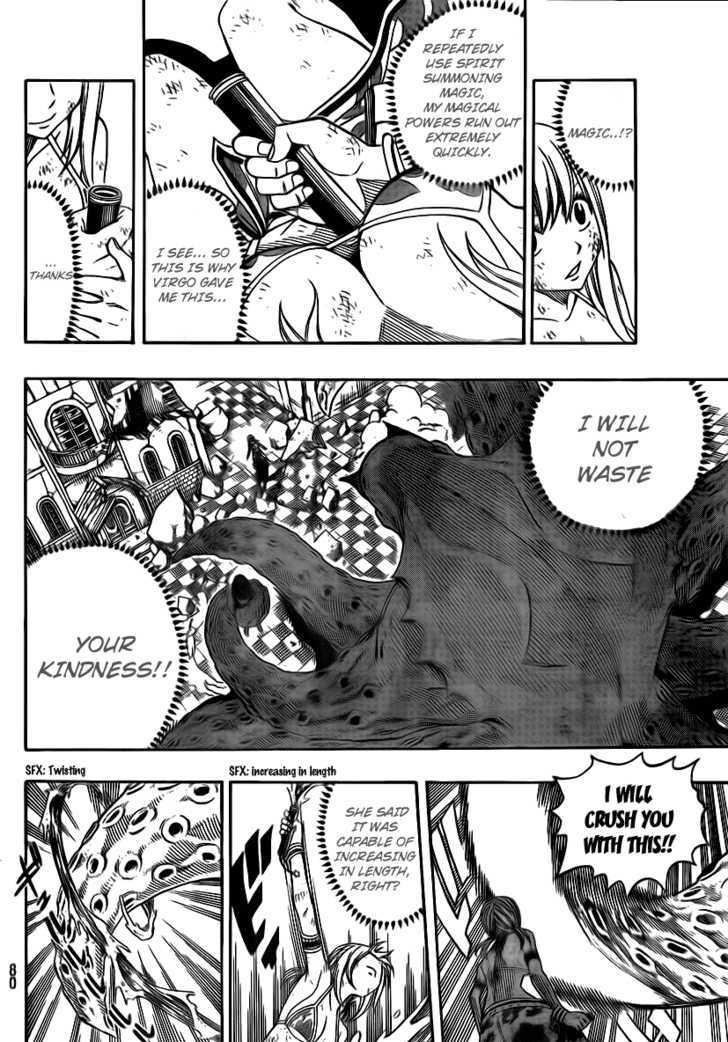 MAGIC..!?
IF I
REPEATEDLY
USE SPIRIT
SUMMONING
MAGIC,
MY MAGICAL
POWERS RUN OUT
EXTREMELY
QUICKLY.
I SEE... SO
THIS IS WHY
VIRGO GAVE
ME THIS...
...
THANKS
I WILL
NOT
WASTE
YOUR
KINDNESS!!
I WILL
CRUSH YOU
WITH THIS!!
SFX: increasing in length
SHE SAID
IT WAS
CAPABLE OF
INCREASING
IN LENGTH,
RIGHT?
SFX: Twisting
80